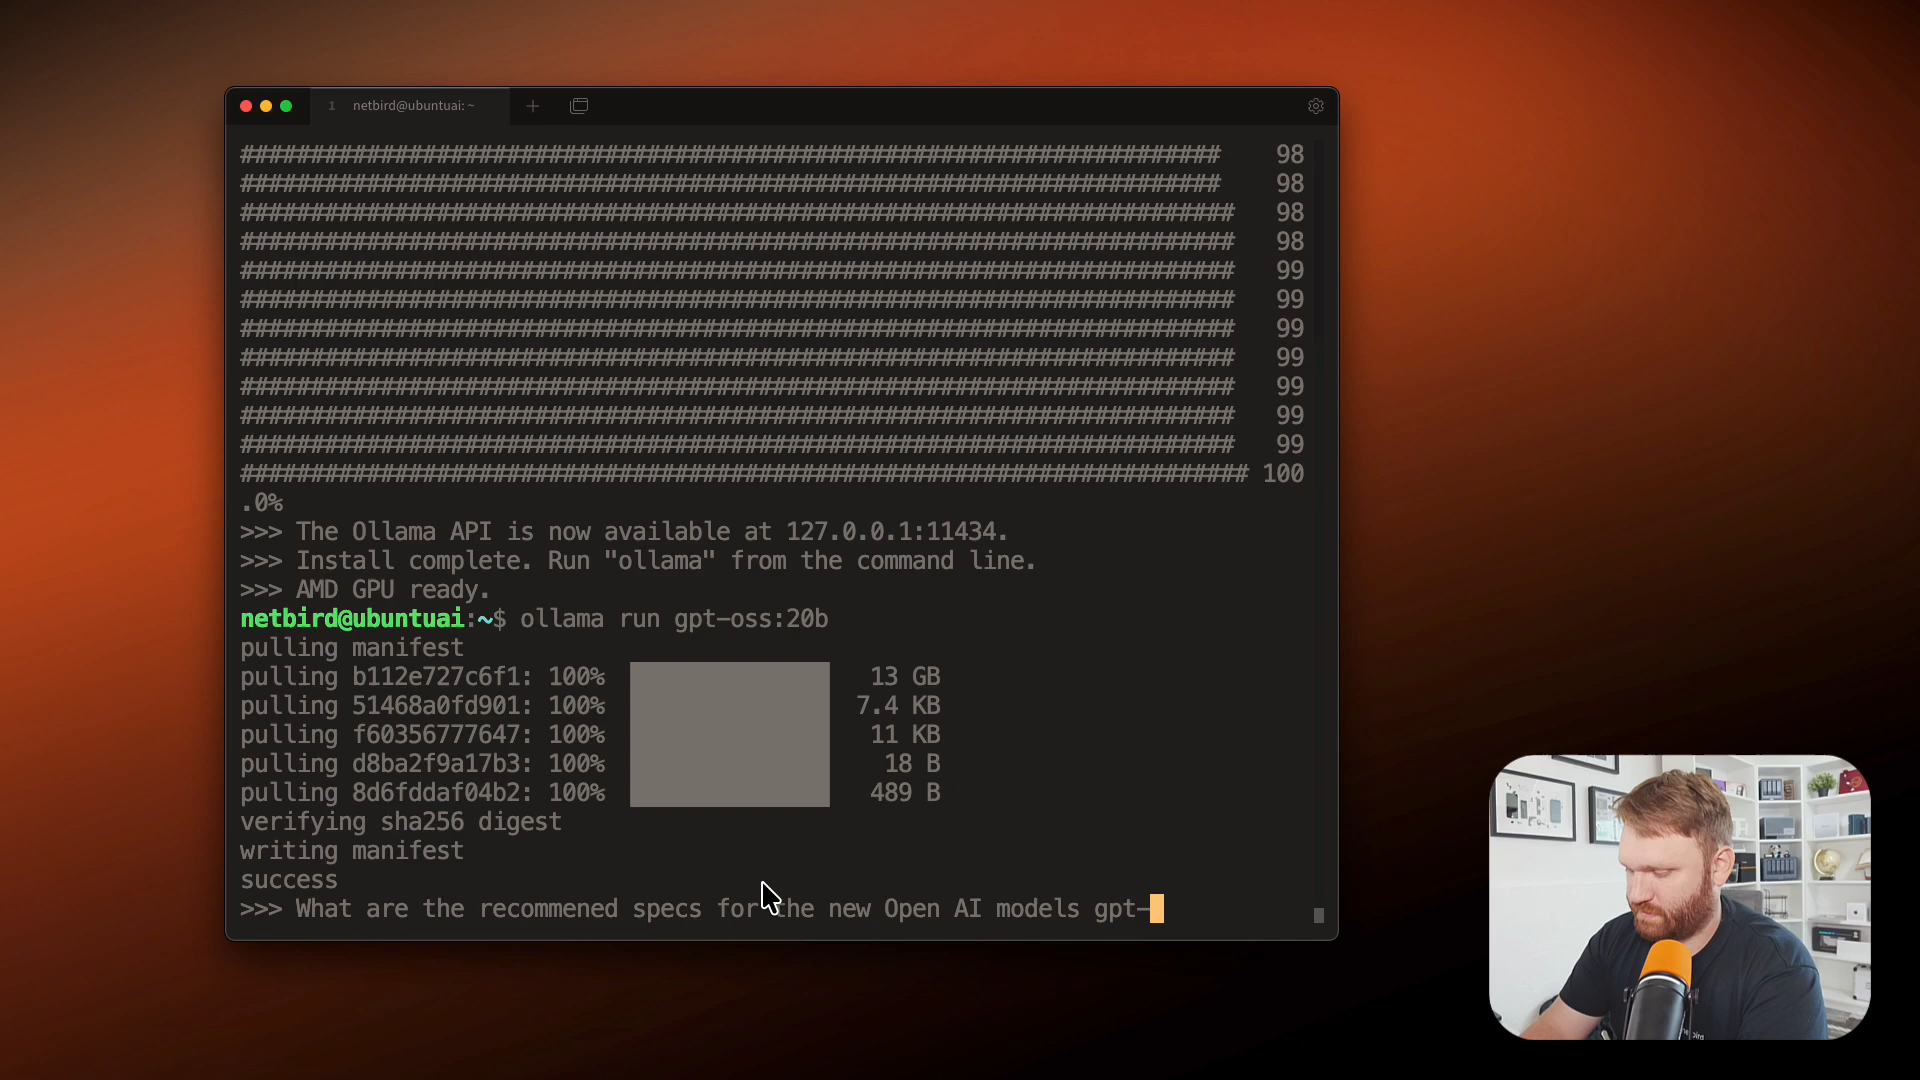 1 netbird@ubuntuai: ~
###################################################################### 98
###################################################################### 98
####################################################################### 98
####################################################################### 98
####################################################################### 99
####################################################################### 99
####################################################################### 99
####################################################################### 99
####################################################################### 99
####################################################################### 99
####################################################################### 99
######################################################################## 100
.0%
>>> The Ollama API is now available at 127.0.0.1:11434.
>>> Install complete. Run "ollama" from the command line.
>>> AMD GPU ready.
netbird@ubuntuai:~$ ollama run gpt-oss:20b
pulling manifest
pulling b112e727c6f1: 100% 13 GB
pulling 51468a0fd901: 100% 7.4 KB
pulling f60356777647: 100% 11 KB
pulling d8ba2f9a17b3: 100% 18 B
pulling 8d6fddaf04b2: 100% 489 B
verifying sha256 digest
writing manifest
success
>>> What are the recommened specs for the new Open AI models gpt-